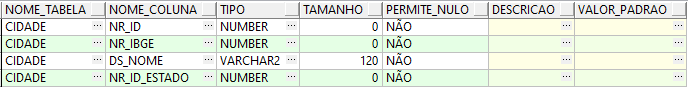 NOME_TABELA NOME_COLUNA TIPO TAMANHO PERMITE_NULO DESCRICAO VALOR_PADRAO
CIDADE NR_ID NUMBER 0 NÃO
CIDADE NR_IBGE NUMBER 0 NÃO
CIDADE DS_NOME VARCHAR2 120 NÃO
CIDADE NR_ID_ESTADO NUMBER 0 NÃO